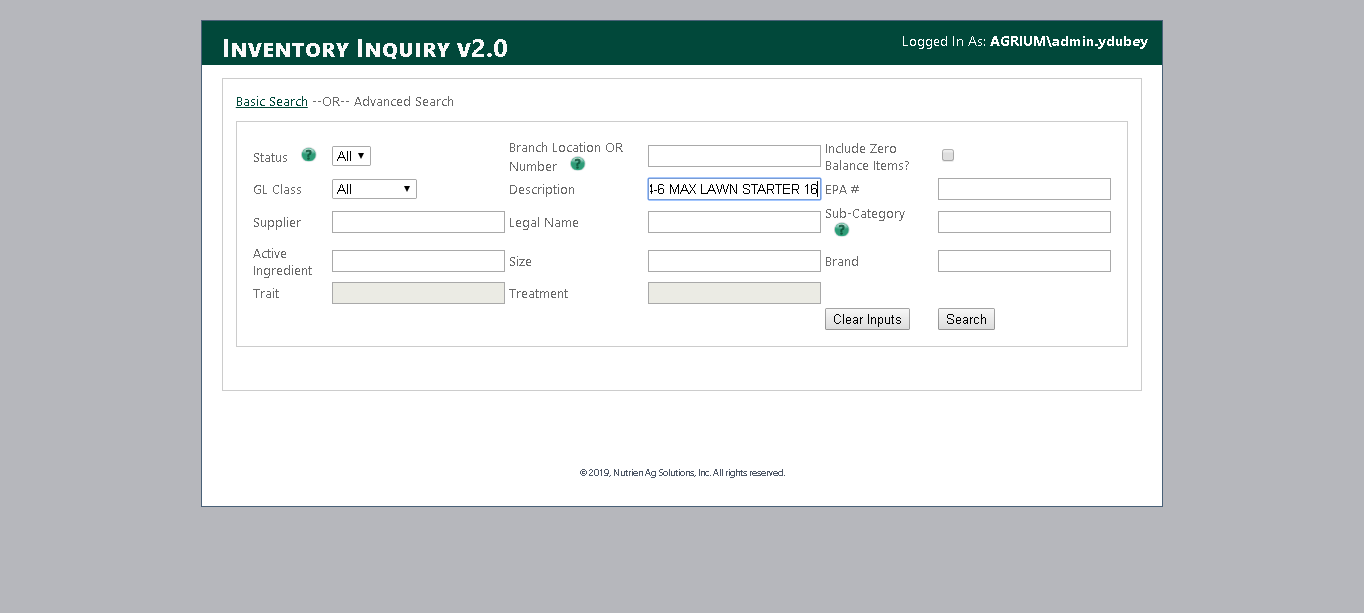 INVENTORY INQUIRY V2.0
Logged In As: AGRIUM\admin.ydubey
Basic Search --OR-- Advanced Search
Status ? All ▼
Branch Location OR
Number ?
Include Zero
Balance Items?
GL Class All ▼
Description 4-6 MAX LAWN STARTER 16
EPA #
Supplier
Legal Name
Sub-Category
?
Active
Ingredient
Size
Brand
Trait
Treatment
Clear Inputs
Search
© 2019, Nutrien Ag Solutions, Inc. All rights reserved.